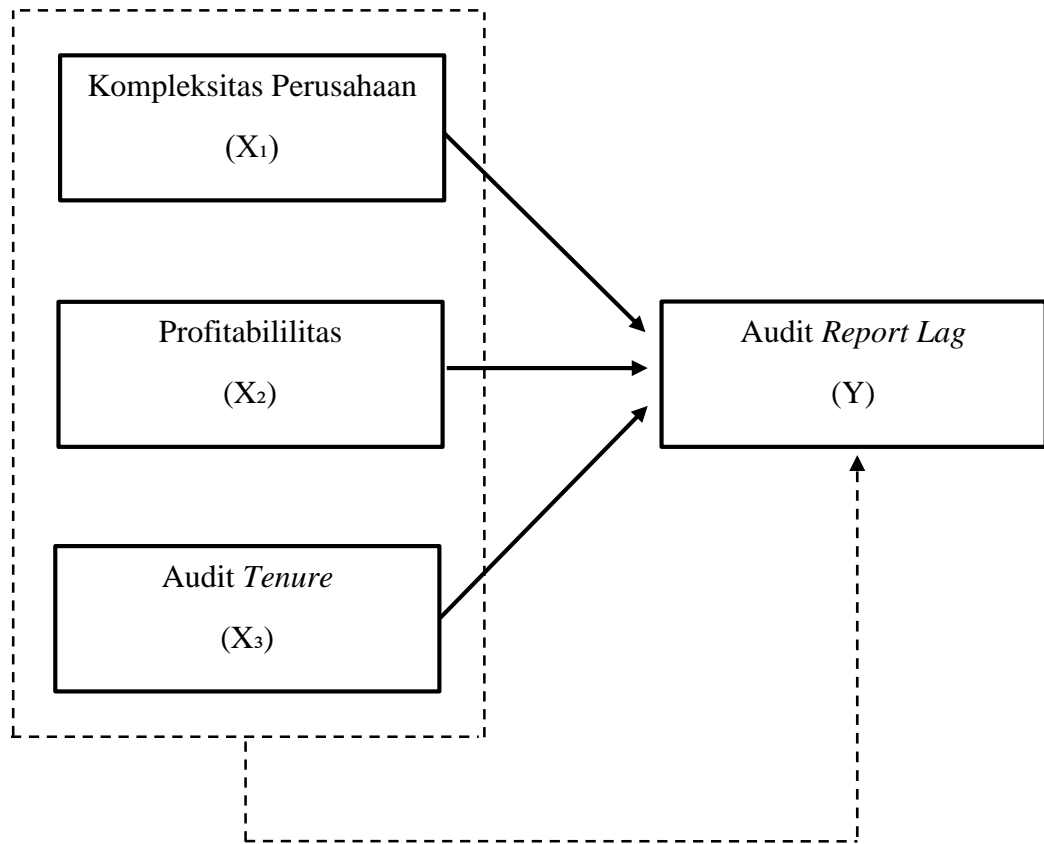 Kompleksitas Perusahaan
(X₁)
Profitabililitas
(X₂)
Audit Tenure
(X₃)
Audit Report Lag
(Y)